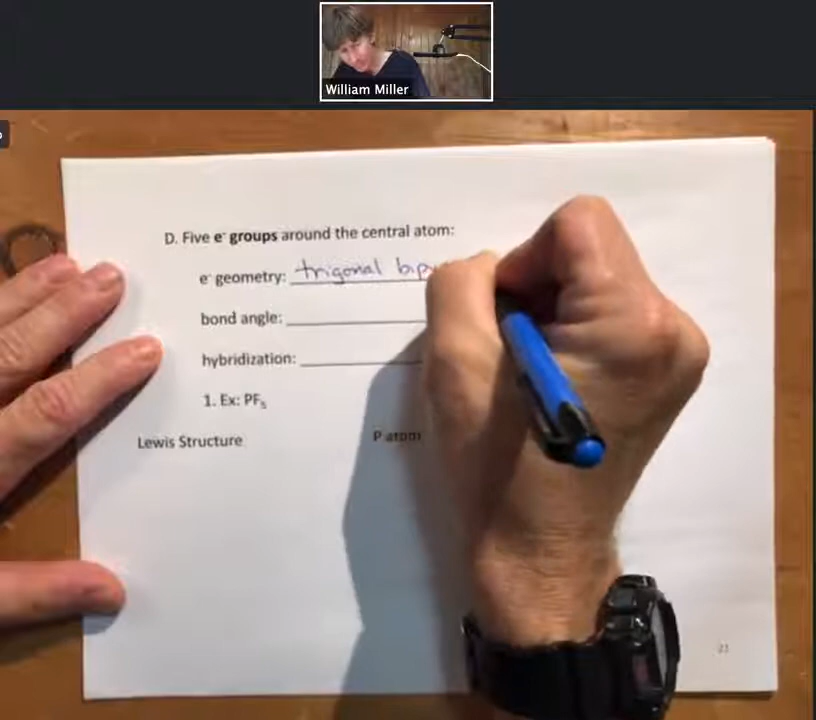 William Miller
D. Five e⁻ groups around the central atom:
e⁻ geometry: trigonal bipy
bond angle:
hybridization:
1. Ex: PF₅
Lewis Structure P atom
21